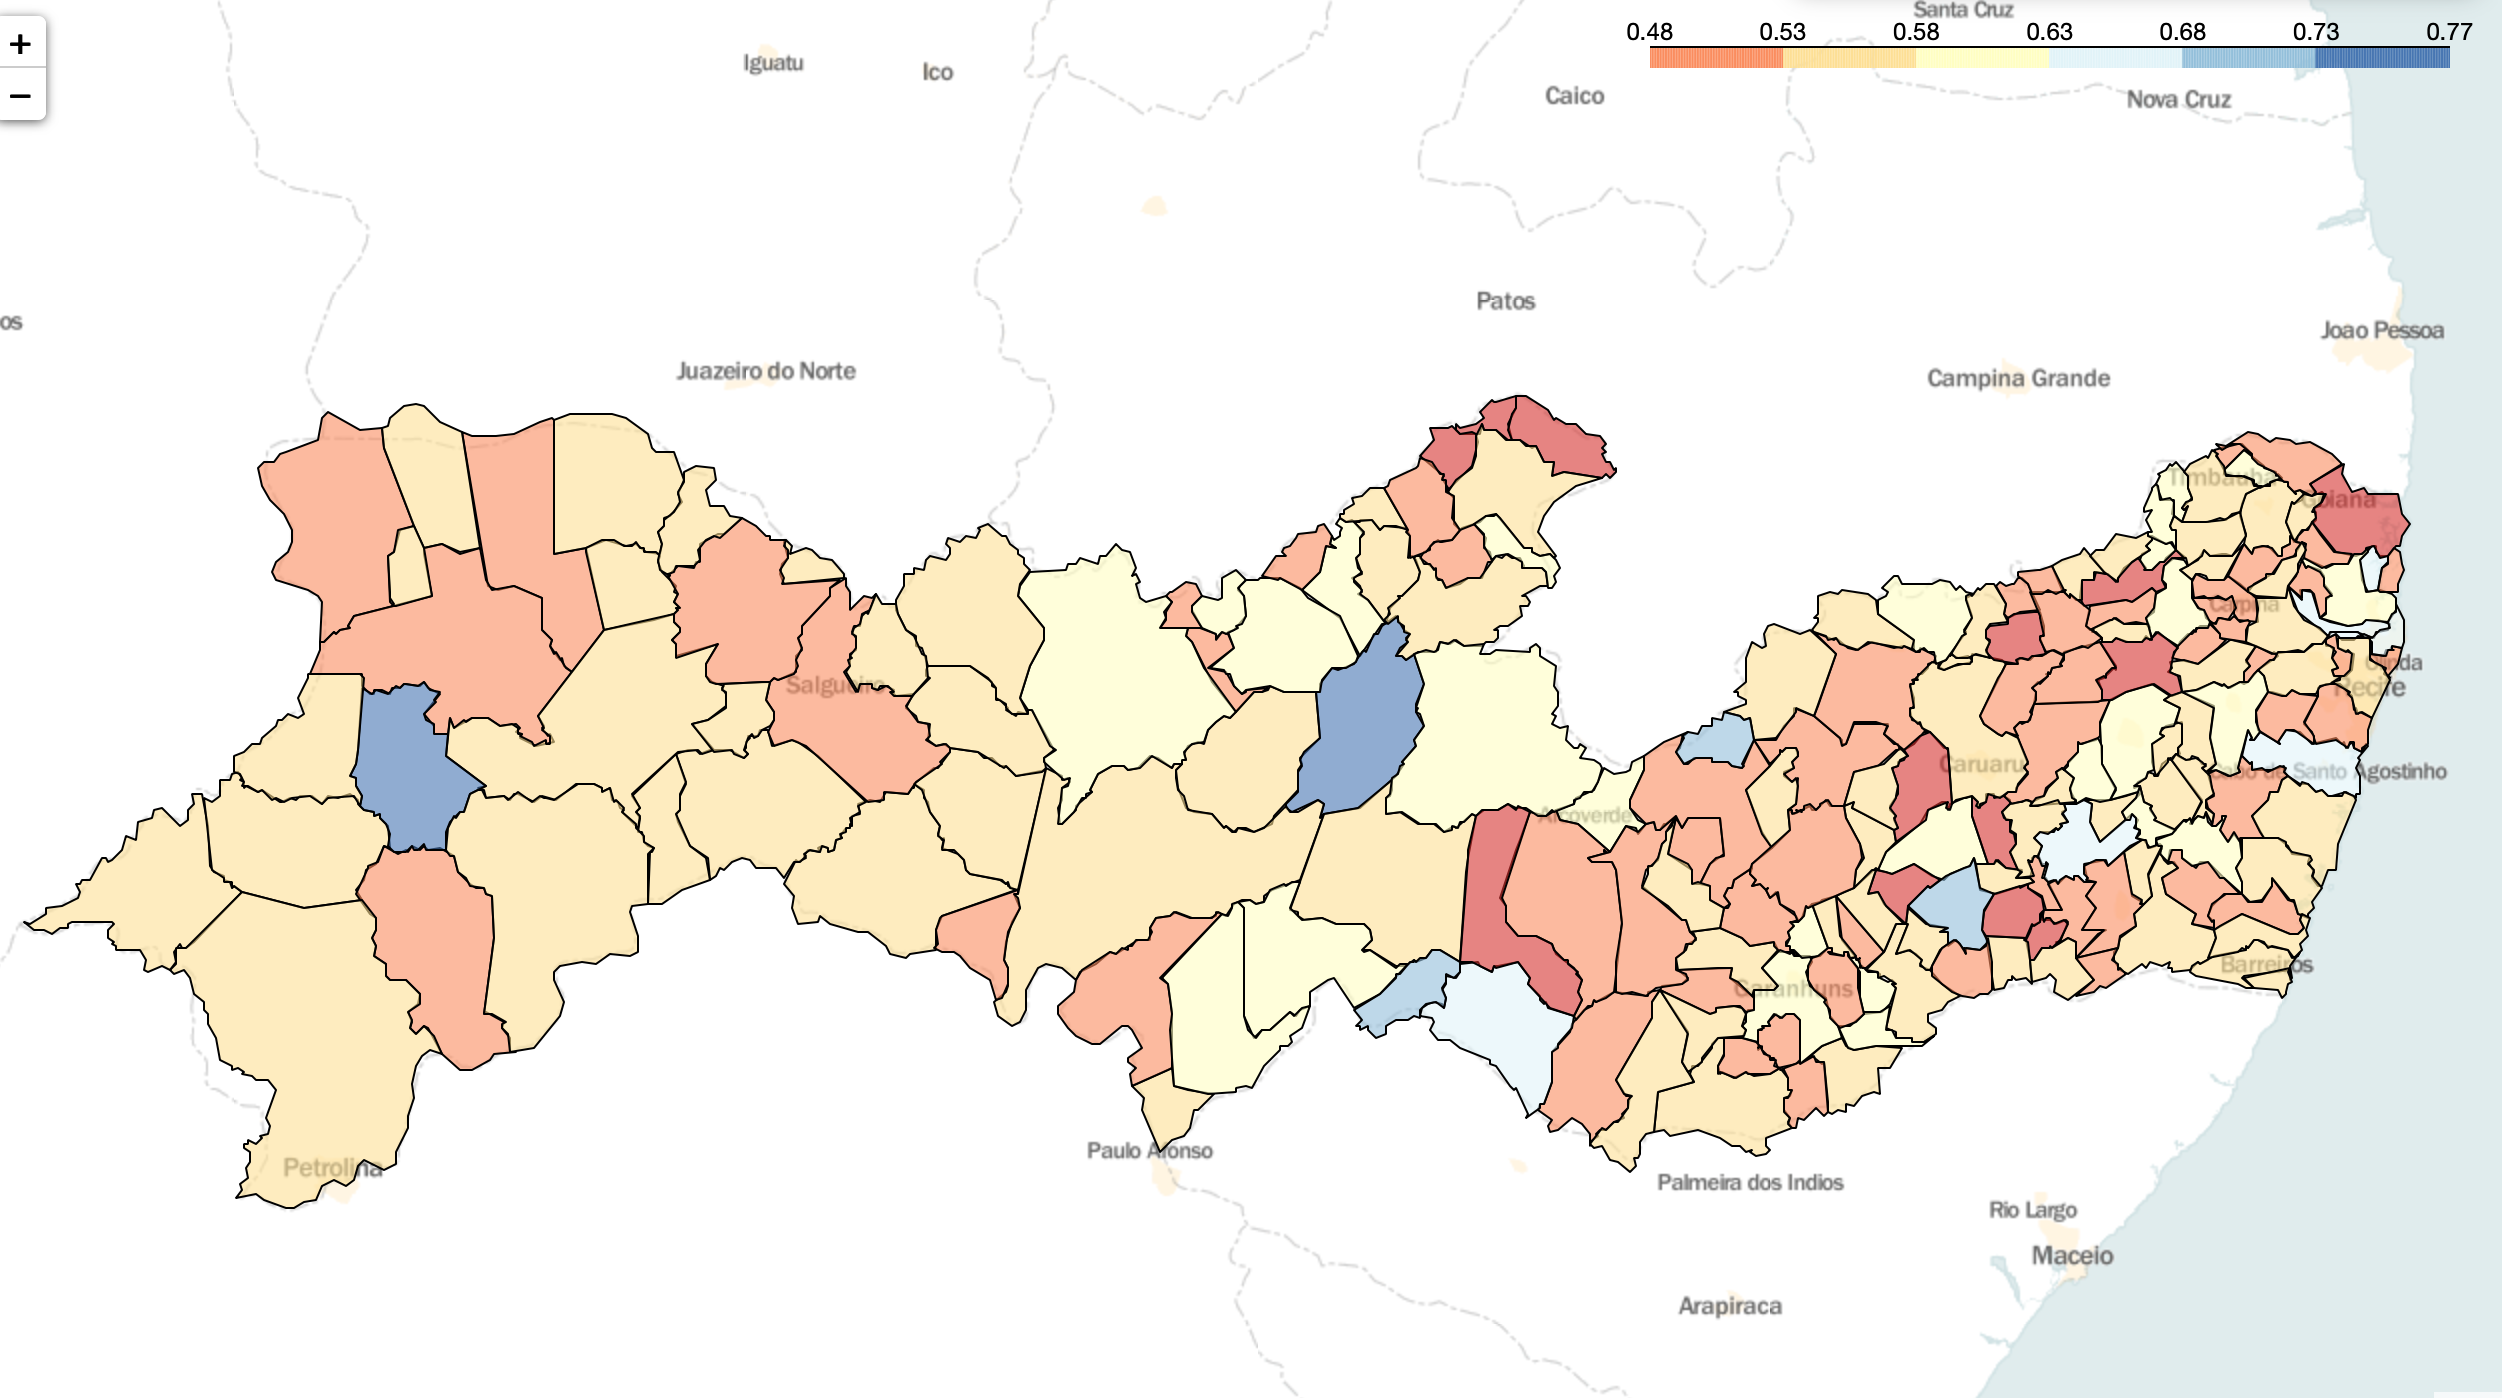 +
−
Santa Cruz
0.48 0.53 0.58 0.63 0.68 0.73 0.77
Iguatu
Ico
Caico
Nova Cruz
Patos
os
Joao Pessoa
Juazeiro do Norte
Campina Grande
Timbauba
Goiana
Carpina
Olinda
Recife
Salgueiro
Caruaru
Cabo de Santo Agostinho
Arcoverde
Barreiros
Garanhuns
Paulo Afonso
Petrolina
Palmeira dos Indios
Rio Largo
Maceio
Arapiraca